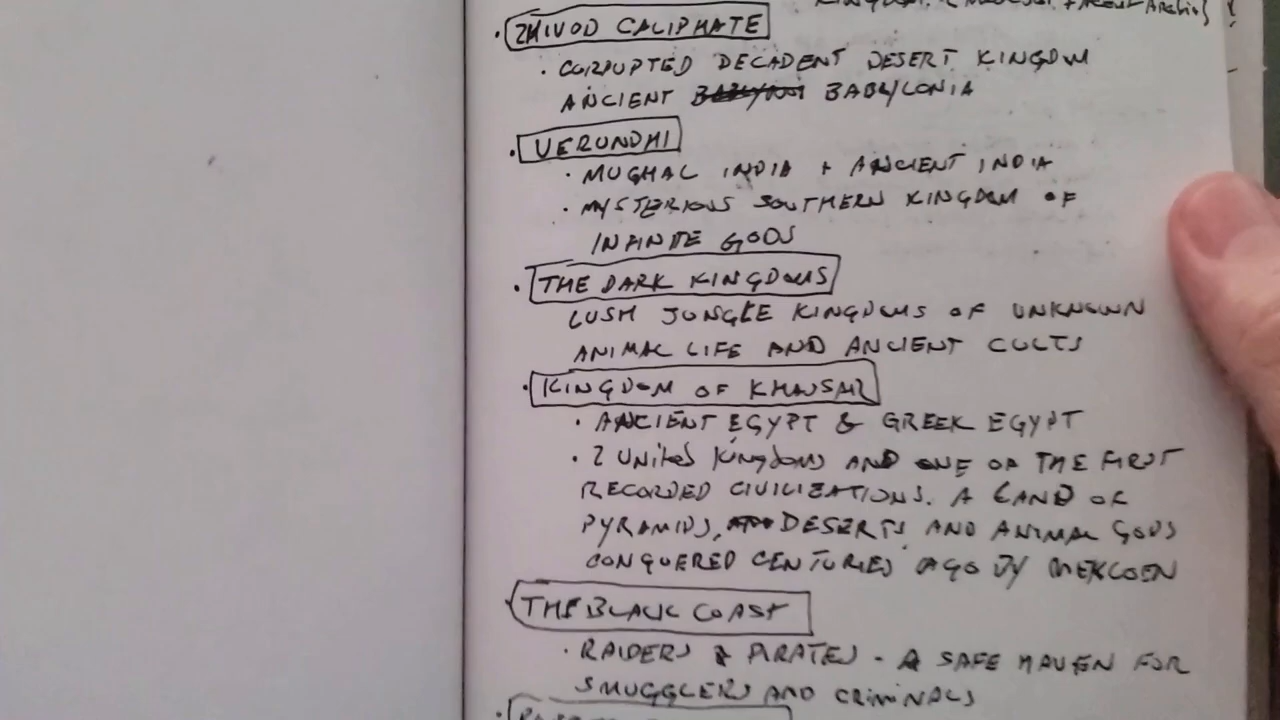 · ZHIVOD CALIPHATE
· CORRUPTED DECADENT DESERT KINGDOM
ANCIENT BABYLONIA
· VERUNDHI
· MUGHAL INDIA + ANCIENT INDIA
· MYSTERIOUS SOUTHERN KINGDOM OF
INFINITE GODS
· THE DARK KINGDOMS
LUSH JUNGLE KINGDOMS OF UNKNOWN
ANIMAL LIFE AND ANCIENT CULTS
· KINGDOM OF
· ANCIENT EGYPT & GREEK EGYPT
· 2 UNITED KINGDOMS AND ONE OF THE FIRST
RECORDED CIVILIZATIONS. A LAND OF
PYRAMIDS, DESERTS AND ANIMAL GODS
CONQUERED CENTURIES AGO BY
THE BLACK COAST
· RAIDERS & PIRATES - A SAFE HAVEN FOR
SMUGGLERS AND CRIMINALS